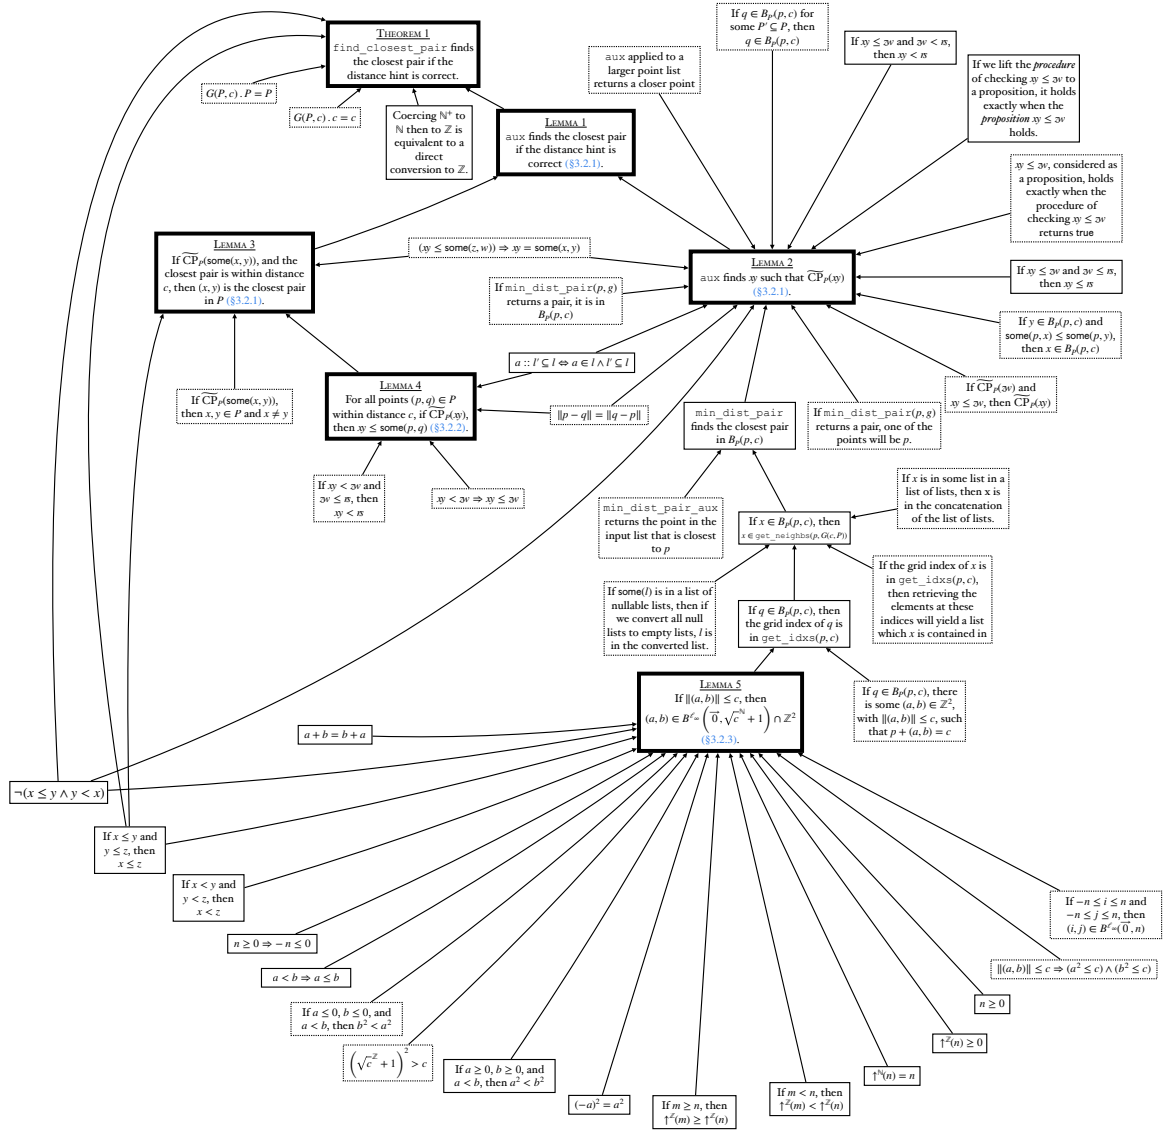 THEOREM 1
find_closest_pair finds
the closest pair if the
distance hint is correct.
G(P, c) . P = P
G(P, c) . c = c
Coercing ℕ⁺ to
ℕ then to ℤ is
equivalent to a
direct
conversion to ℤ.
LEMMA 1
aux finds the closest pair
if the distance hint is
correct (§3.2.1).
aux applied to a
larger point list
returns a closer point
If q ∈ B_P(p, c) for
some P′ ⊆ P, then
q ∈ B_P(p, c)
If xy ≤ zw and zw < rs,
then xy < rs
If we lift the procedure
of checking xy ≤ zw to
a proposition, it holds
exactly when the
proposition xy ≤ zw
holds.
xy ≤ zw, considered as
a proposition, holds
exactly when the
procedure of
checking xy ≤ zw
returns true
LEMMA 3
If C͠P_P(some(x, y)), and the
closest pair is within distance
c, then (x, y) is the closest pair
in P (§3.2.1).
(xy ≤ some(z, w)) ⇒ xy = some(x, y)
LEMMA 2
aux finds xy such that C͠P_P(xy)
(§3.2.1).
If xy ≤ zw and zw ≤ rs,
then xy ≤ rs
If min_dist_pair(p, g)
returns a pair, it is in
B_P(p, c)
If y ∈ B_P(p, c) and
some(p, x) ≤ some(p, y),
then x ∈ B_P(p, c)
a :: l′ ⊆ l ⇔ a ∈ l ∧ l′ ⊆ l
If C͠P_P(some(x, y)),
then x, y ∈ P and x ≠ y
LEMMA 4
For all points (p, q) ∈ P
within distance c, if C͠P_P(xy),
then xy ≤ some(p, q) (§3.2.2).
‖p − q‖ = ‖q − p‖
min_dist_pair
finds the closest pair
in B_P(p, c)
If min_dist_pair(p, g)
returns a pair, one of the
points will be p.
If C͠P_P(zw) and
xy ≤ zw, then C͠P_P(xy)
If xy < zw and
zw ≤ rs, then
xy < rs
xy < zw ⇒ xy ≤ zw
min_dist_pair_aux
returns the point in the
input list that is closest
to p
If x ∈ B_P(p, c), then
x ∈ get_neighbs(p, G(c, P))
If x is in some list in a
list of lists, then x is
in the concatenation
of the list of lists.
If some(l) is in a list of
nullable lists, then if
we convert all null
lists to empty lists, l is
in the converted list.
If q ∈ B_P(p, c), then
the grid index of q is
in get_idxs(p, c)
If the grid index of x is
in get_idxs(p, c),
then retrieving the
elements at these
indices will yield a list
which x is contained in
LEMMA 5
If ‖(a, b)‖ ≤ c, then
(a, b) ∈ B^{ℓ∞}(0⃗, √c^ℕ + 1) ∩ ℤ²
(§3.2.3).
If q ∈ B_P(p, c), there
is some (a, b) ∈ ℤ²,
with ‖(a, b)‖ ≤ c, such
that p + (a, b) = c
a + b = b + a
¬(x ≤ y ∧ y < x)
If x ≤ y and
y ≤ z, then
x ≤ z
If x < y and
y < z, then
x < z
n ≥ 0 ⇒ − n ≤ 0
a < b ⇒ a ≤ b
If a ≤ 0, b ≤ 0, and
a < b, then b² < a²
(√c^ℤ + 1)² > c
If a ≥ 0, b ≥ 0, and
a < b, then a² < b²
(−a)² = a²
If m ≥ n, then
↑^ℤ(m) ≥ ↑^ℤ(n)
If m < n, then
↑^ℤ(m) < ↑^ℤ(n)
↑^ℕ(n) = n
↑^ℤ(n) ≥ 0
n ≥ 0
‖(a, b)‖ ≤ c ⇒ (a² ≤ c) ∧ (b² ≤ c)
If −n ≤ i ≤ n and
−n ≤ j ≤ n, then
(i, j) ∈ B^{ℓ∞}(0⃗, n)